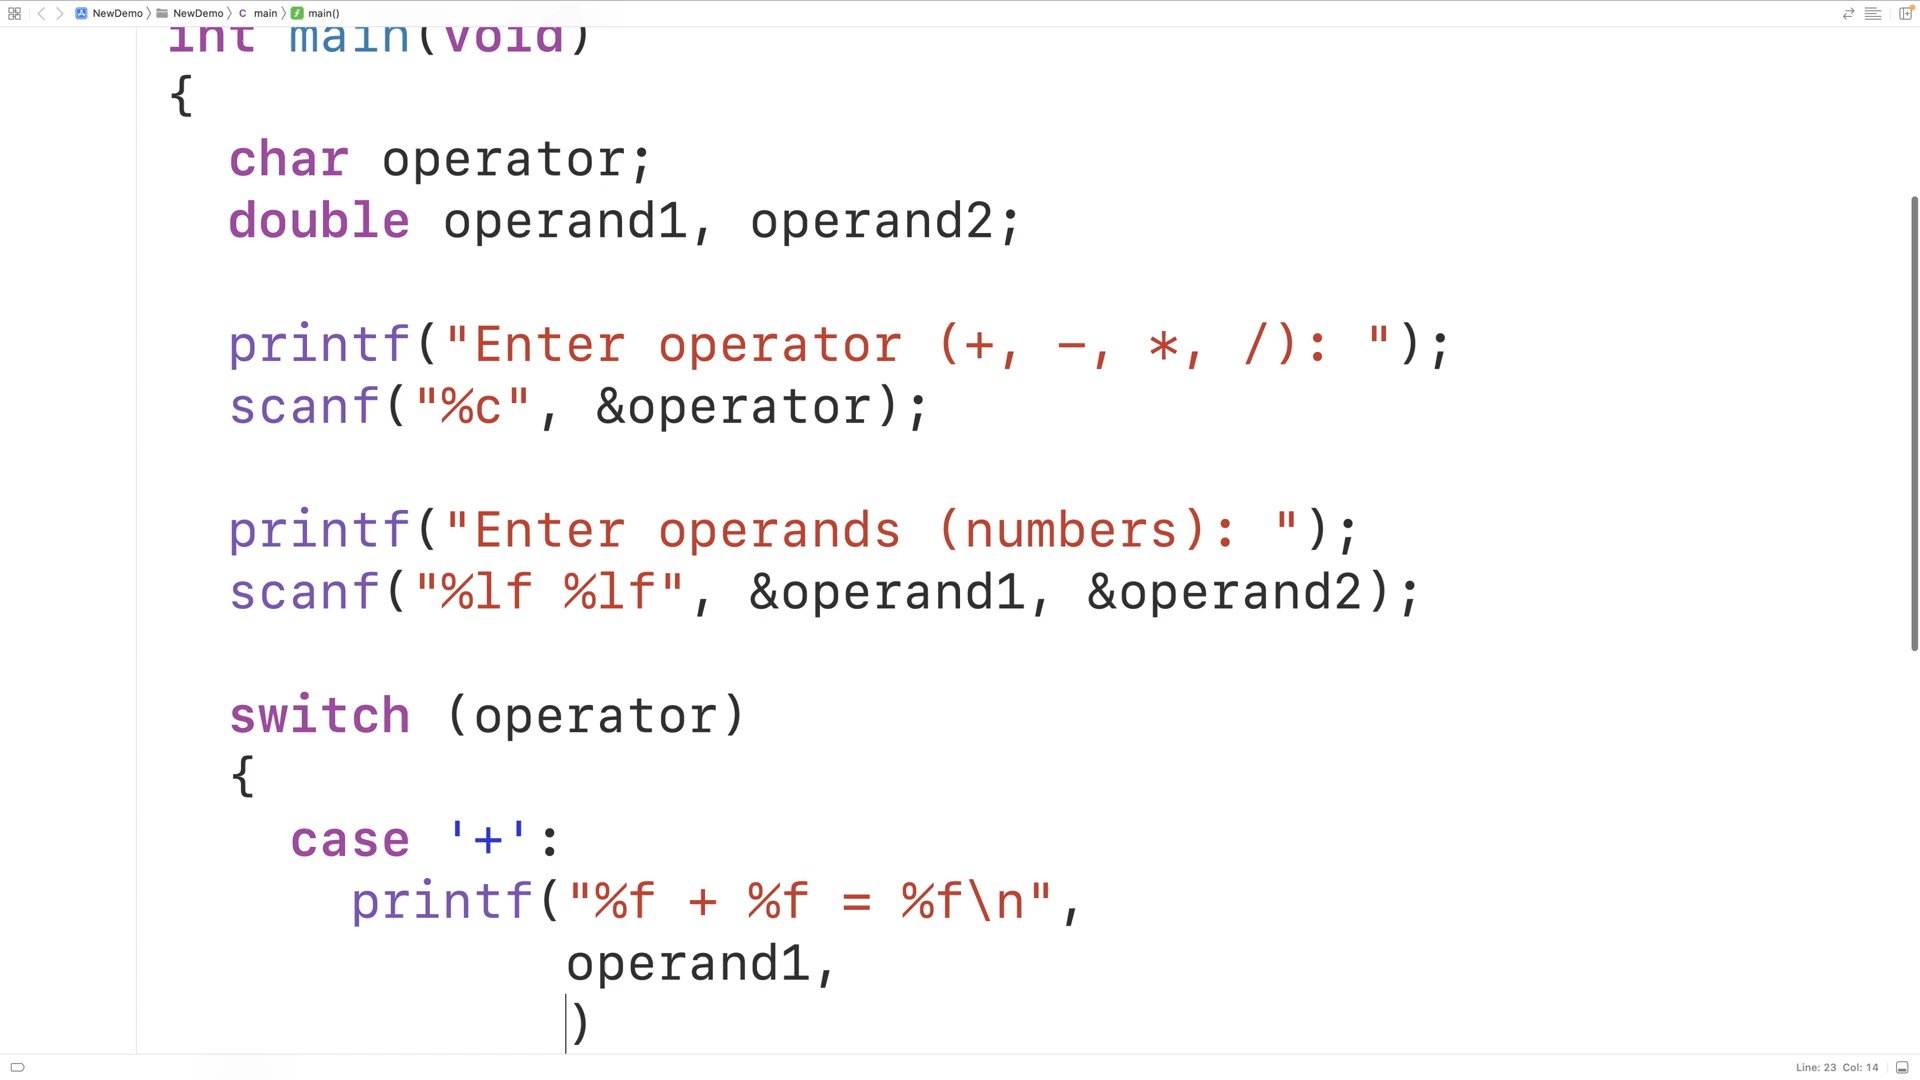 NewDemo NewDemo C main f main()
int main(void)
{
char operator;
double operand1, operand2;
printf("Enter operator (+, -, *, /): ");
scanf("%c", &operator);
printf("Enter operands (numbers): ");
scanf("%lf %lf", &operand1, &operand2);
switch (operator)
{
case '+':
printf("%f + %f = %f\n",
operand1,
)
Line: 23 Col: 14